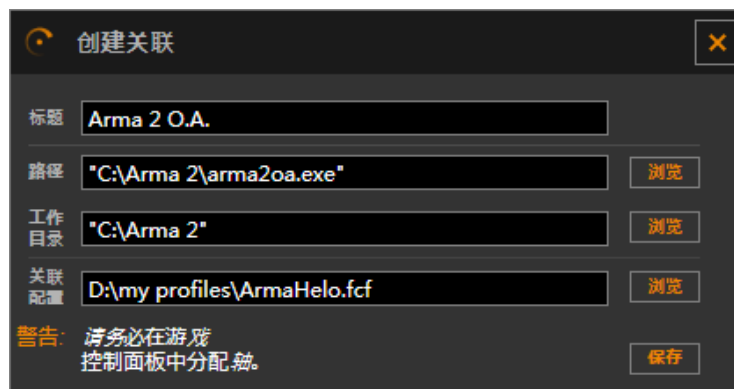 创建关联
标题 Arma 2 O.A.
路径 "C:\Arma 2\arma2oa.exe" 浏览
工作
目录 "C:\Arma 2" 浏览
关联
配置 D:\my profiles\ArmaHelo.fcf 浏览
警告: 请务必在游戏
控制面板中分配轴。 保存